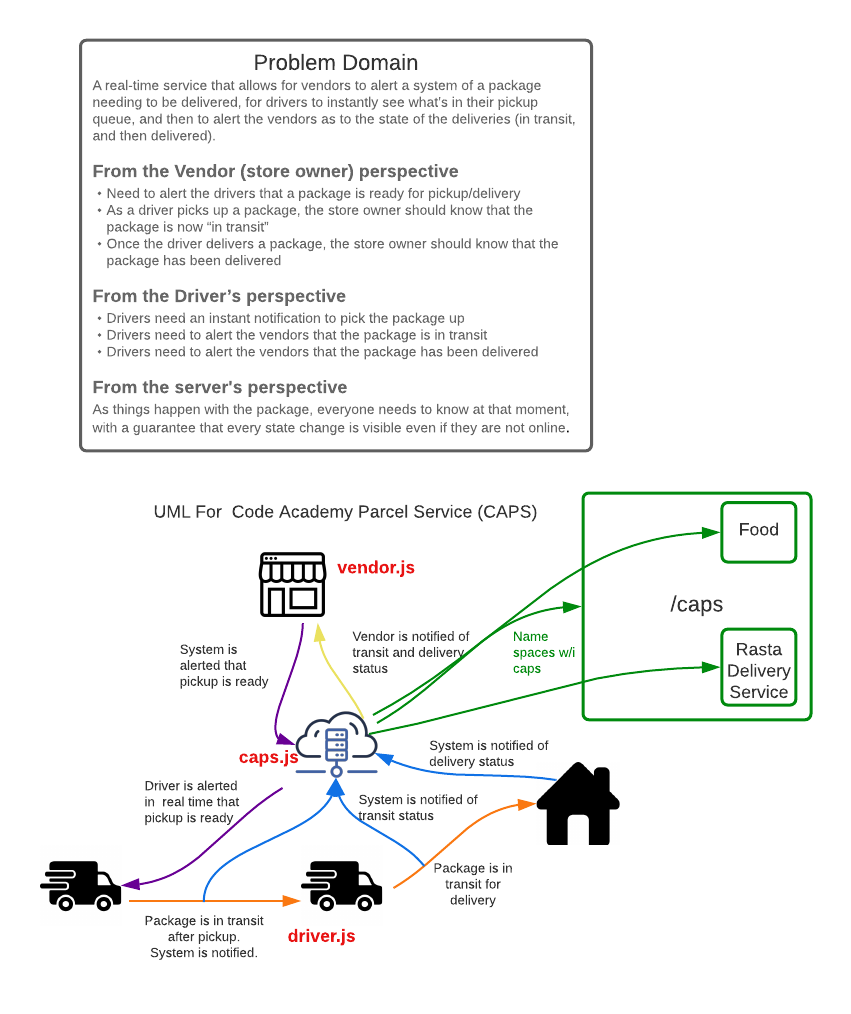 Problem Domain
A real-time service that allows for vendors to alert a system of a package
needing to be delivered, for drivers to instantly see what's in their pickup
queue, and then to alert the vendors as to the state of the deliveries (in transit,
and then delivered).
From the Vendor (store owner) perspective
• Need to alert the drivers that a package is ready for pickup/delivery
• As a driver picks up a package, the store owner should know that the
package is now “in transit”
• Once the driver delivers a package, the store owner should know that the
package has been delivered
From the Driver’s perspective
• Drivers need an instant notification to pick the package up
• Drivers need to alert the vendors that the package is in transit
• Drivers need to alert the vendors that the package has been delivered
From the server's perspective
As things happen with the package, everyone needs to know at that moment,
with a guarantee that every state change is visible even if they are not online.
UML For Code Academy Parcel Service (CAPS)
Food
/caps
Rasta
Delivery
Service
vendor.js
System is
alerted that
pickup is ready
Vendor is notified of
transit and delivery
status
Name
spaces w/i
caps
caps.js
System is notified of
delivery status
Driver is alerted
in real time that
pickup is ready
System is notified of
transit status
Package is in
transit for
delivery
Package is in transit
after pickup.
System is notified.
driver.js